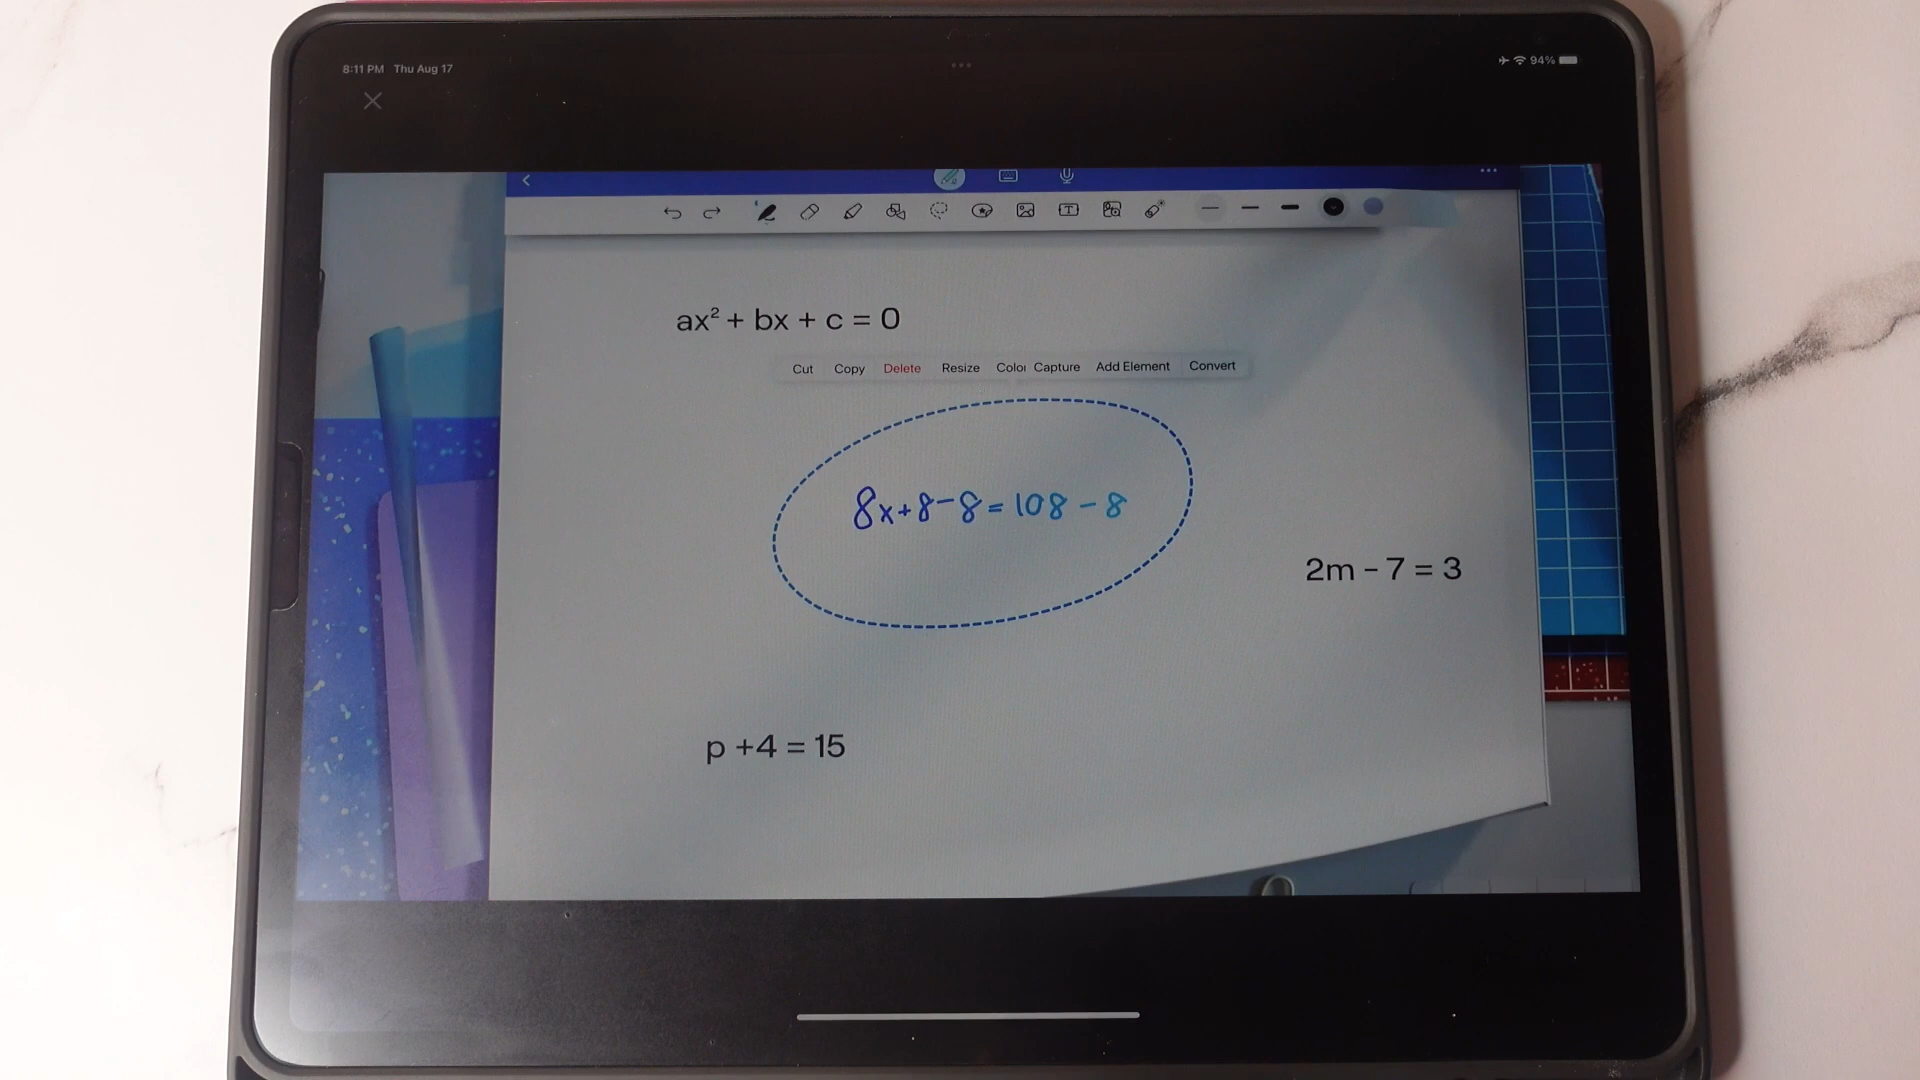 8:11 PM Thu Aug 17
94%
ax² + bx + c = 0
Cut Copy Delete Resize Color Capture Add Element Convert
8x+8-8=108-8
2m - 7 = 3
p +4 = 15